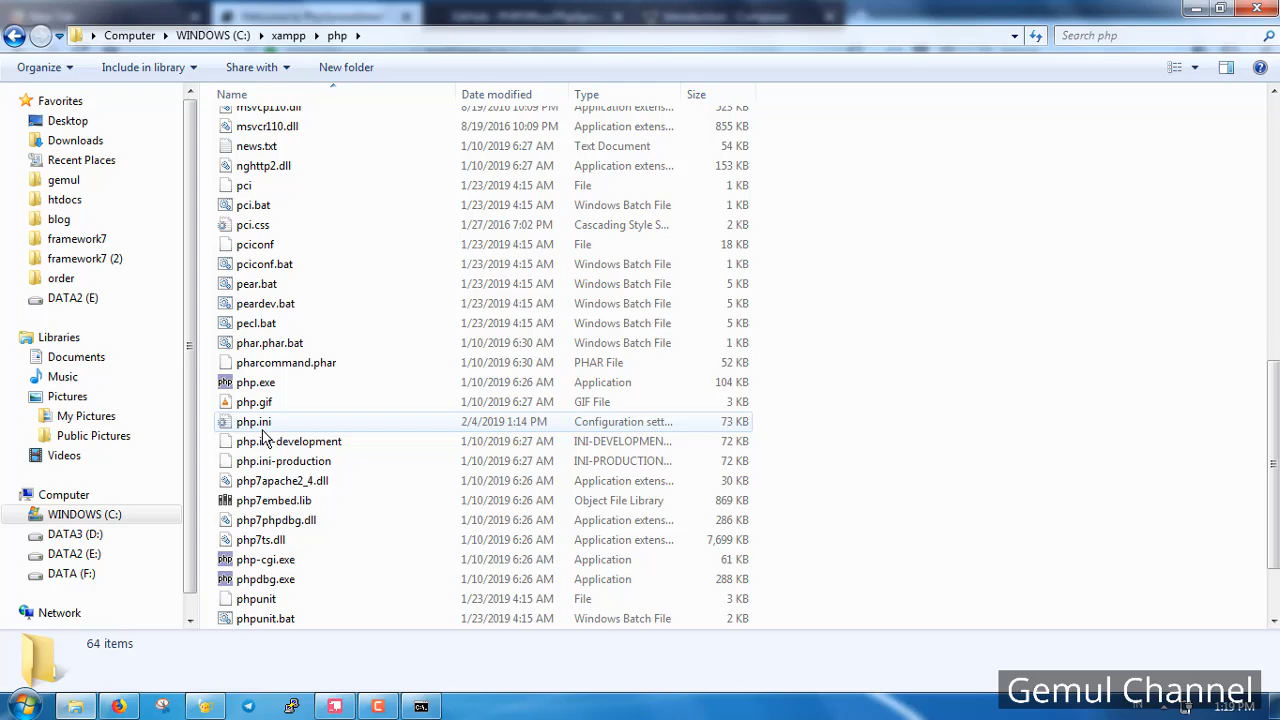 Computer WINDOWS (C:) xampp php
Search php
Organize Include in library Share with New folder
Name Date modified Type Size
Favorites
Desktop
Downloads
Recent Places
gemul
htdocs
blog
framework7
framework7 (2)
order
DATA2 (E)
Libraries
Documents
Music
Pictures
My Pictures
Public Pictures
Videos
Computer
WINDOWS (C:)
DATA3 (D:)
DATA2 (E:)
DATA (F:)
Network
msvcp110.dll 8/19/2016 10:09 PM Application extens... 523 KB
msvcr110.dll 8/19/2016 10:09 PM Application extens... 855 KB
news.txt 1/10/2019 6:27 AM Text Document 54 KB
nghttp2.dll 1/10/2019 6:27 AM Application extens... 153 KB
pci 1/23/2019 4:15 AM File 1 KB
pci.bat 1/23/2019 4:15 AM Windows Batch File 1 KB
pci.css 1/27/2016 7:02 PM Cascading Style S... 2 KB
pciconf 1/23/2019 4:15 AM File 18 KB
pciconf.bat 1/23/2019 4:15 AM Windows Batch File 1 KB
pear.bat 1/23/2019 4:15 AM Windows Batch File 5 KB
peardev.bat 1/23/2019 4:15 AM Windows Batch File 5 KB
pecl.bat 1/23/2019 4:15 AM Windows Batch File 5 KB
phar.phar.bat 1/10/2019 6:30 AM Windows Batch File 1 KB
pharcommand.phar 1/10/2019 6:30 AM PHAR File 52 KB
php.exe 1/10/2019 6:26 AM Application 104 KB
php.gif 1/10/2019 6:27 AM GIF File 3 KB
php.ini 2/4/2019 1:14 PM Configuration sett... 73 KB
php.ini-development 1/10/2019 6:27 AM INI-DEVELOPMEN... 72 KB
php.ini-production 1/10/2019 6:27 AM INI-PRODUCTION... 72 KB
php7apache2_4.dll 1/10/2019 6:26 AM Application extens... 30 KB
php7embed.lib 1/10/2019 6:26 AM Object File Library 869 KB
php7phpdbg.dll 1/10/2019 6:26 AM Application extens... 286 KB
php7ts.dll 1/10/2019 6:26 AM Application extens... 7,699 KB
php-cgi.exe 1/10/2019 6:26 AM Application 61 KB
phpdbg.exe 1/10/2019 6:26 AM Application 288 KB
phpunit 1/23/2019 4:15 AM File 3 KB
phpunit.bat 1/23/2019 4:15 AM Windows Batch File 2 KB
64 items
Gemul Channel
1:19 PM